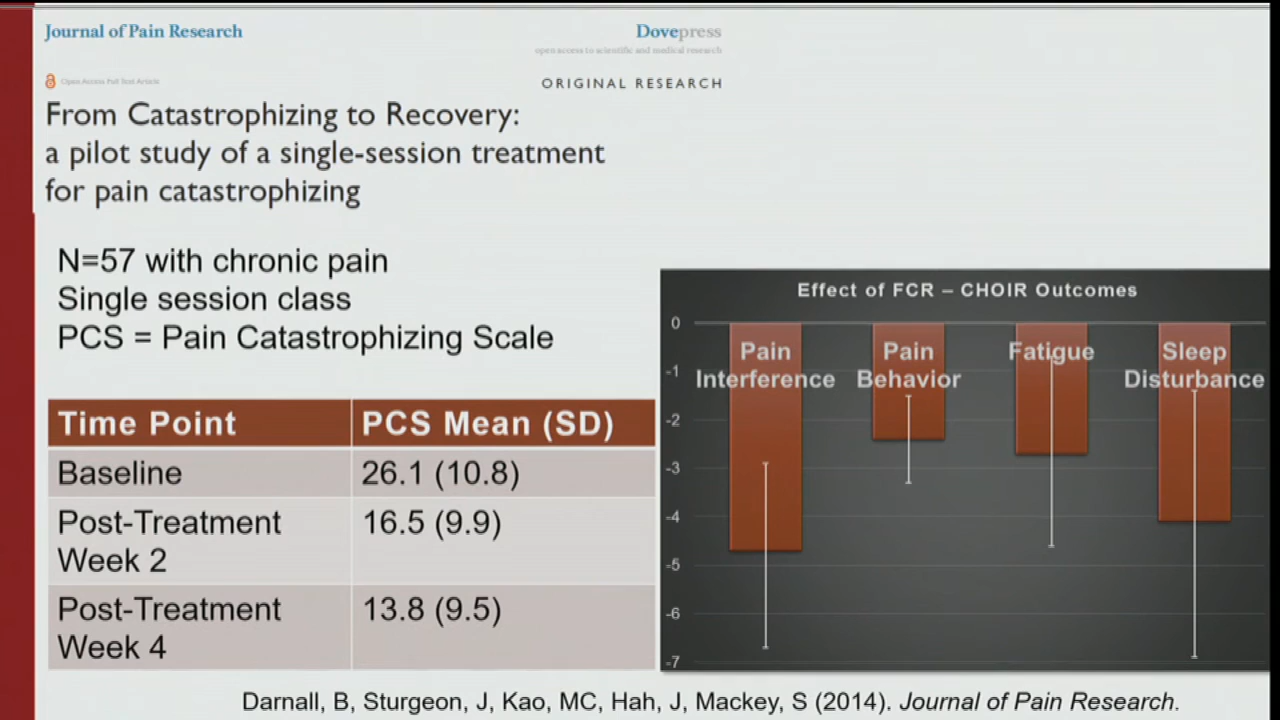 Journal of Pain Research
Dovepress
open access to scientific and medical research
Open Access Full Text Article
ORIGINAL RESEARCH
From Catastrophizing to Recovery:
a pilot study of a single-session treatment
for pain catastrophizing
N=57 with chronic pain
Single session class
PCS = Pain Catastrophizing Scale
Time Point PCS Mean (SD)
Baseline 26.1 (10.8)
Post-Treatment 16.5 (9.9)
Week 2
Post-Treatment 13.8 (9.5)
Week 4
Effect of FCR – CHOIR Outcomes
0
-1
-2
-3
-4
-5
-6
-7
Pain
Interference
Pain
Behavior
Fatigue
Sleep
Disturbance
Darnall, B, Sturgeon, J, Kao, MC, Hah, J, Mackey, S (2014). Journal of Pain Research.